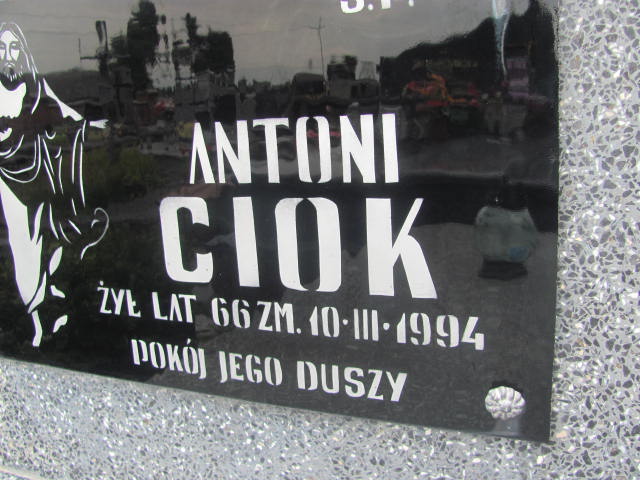 Ś.P.
ANTONI
CIOK
ŻYŁ LAT 66 ZM. 10·III·1994
POKÓJ JEGO DUSZY